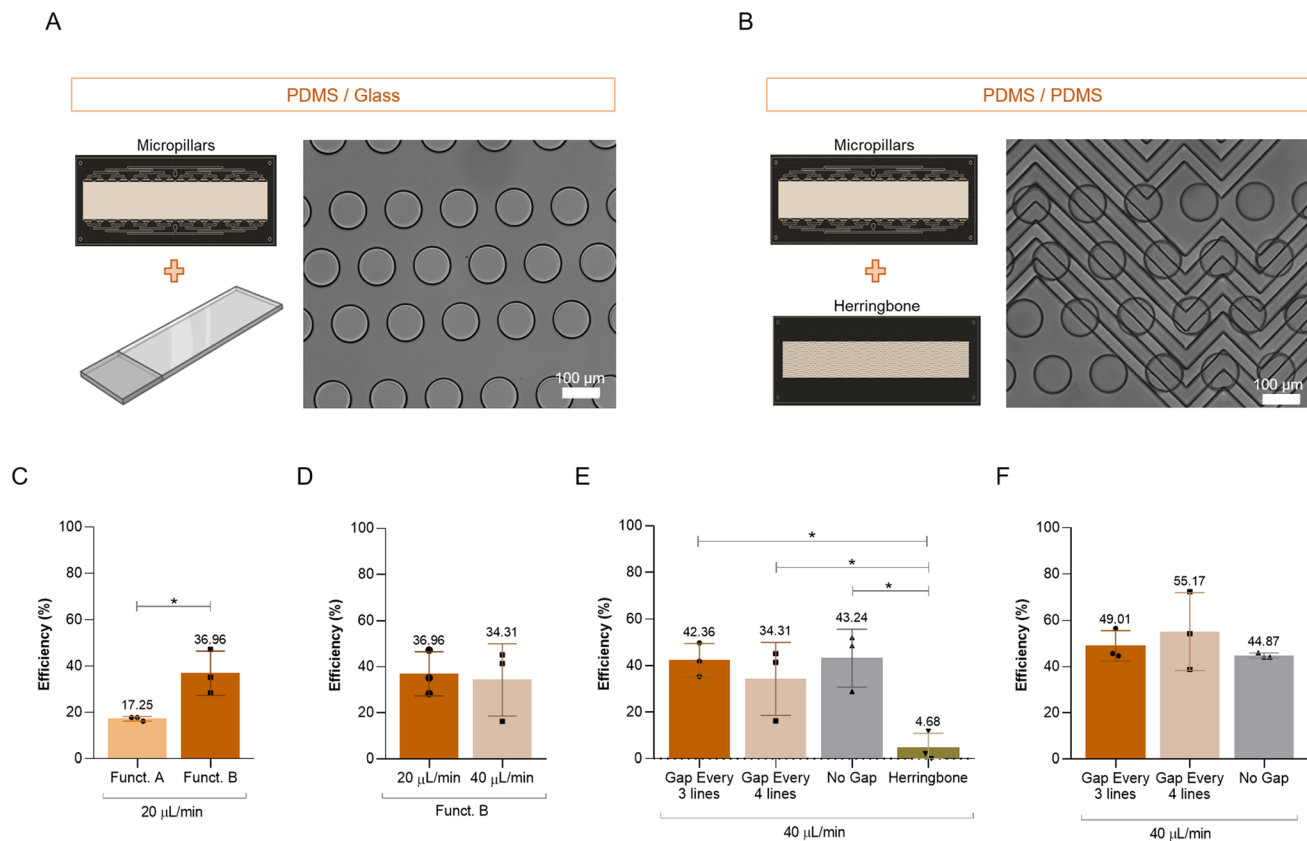 A
B
PDMS / Glass
PDMS / PDMS
Micropillars
100 µm
Micropillars
Herringbone
100 µm
C
D
E
F
Efficiency (%)
100
80
60
40
20
0
*
17.25
36.96
Funct. A
Funct. B
20 µL/min
Efficiency (%)
100
80
60
40
20
0
36.96
34.31
20 µL/min
40 µL/min
Funct. B
Efficiency (%)
100
80
60
40
20
0
*
*
*
42.36
34.31
43.24
4.68
Gap Every
3 lines
Gap Every
4 lines
No Gap
Herringbone
40 µL/min
Efficiency (%)
100
80
60
40
20
0
49.01
55.17
44.87
Gap Every
3 lines
Gap Every
4 lines
No Gap
40 µL/min